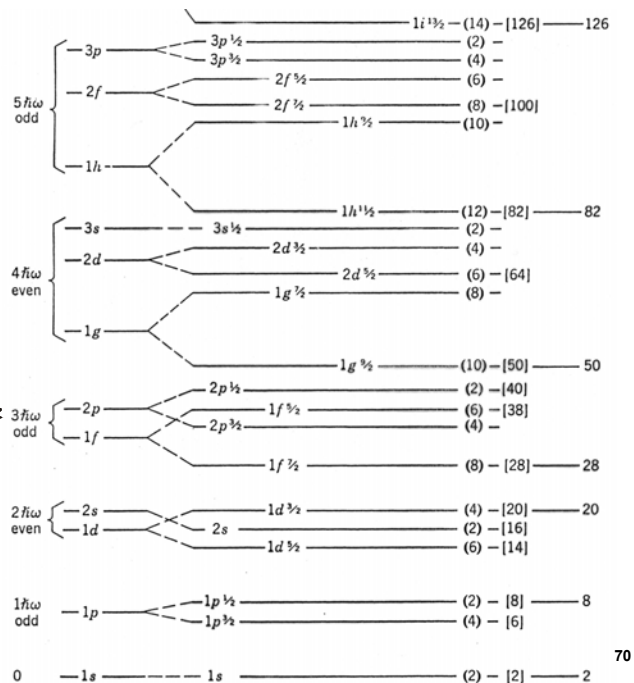 1i 13/2 (14) [126] 126
3p 3p 1/2 (2)
3p 3/2 (4)
2f 2f 5/2 (6)
5ħω odd 2f 7/2 (8) [100]
1h 9/2 (10)
1h
1h 11/2 (12) [82] 82
3s 3s 1/2 (2)
2d 3/2 (4)
2d
4ħω even 2d 5/2 (6) [64]
1g 7/2 (8)
1g
1g 9/2 (10) [50] 50
2p 1/2 (2) [40]
3ħω odd 2p 1f 5/2 (6) [38]
2p 3/2 (4)
1f
1f 7/2 (8) [28] 28
2ħω even 2s 1d 3/2 (4) [20] 20
1d 2s (2) [16]
1d 5/2 (6) [14]
1ħω odd 1p 1p 1/2 (2) [8] 8
1p 3/2 (4) [6]
70
0 1s 1s (2) [2] 2